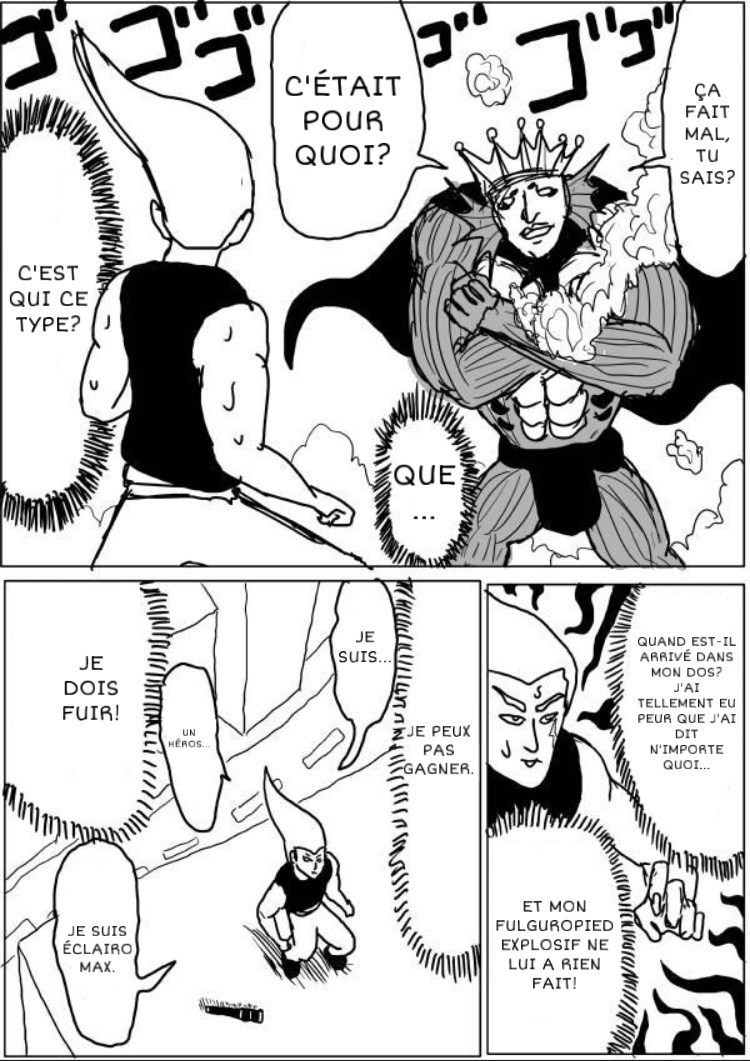 ゴゴゴゴゴゴ
ÇA
FAIT
MAL,
TU
SAIS?
C'ÉTAIT
POUR
QUOI?
C'EST
QUI CE
TYPE?
QUE
...
QUAND EST-IL
ARRIVÉ DANS
MON DOS?
J'AI
TELLEMENT EU
PEUR QUE J'AI
DIT
N'IMPORTE
QUOI...
ET MON
FULGUROPIED
EXPLOSIF NE
LUI A RIEN
FAIT!
JE PEUX
PAS
GAGNER.
JE
SUIS...
UN
HÉROS...
JE
DOIS
FUIR!
JE SUIS
ÉCLAIRO
MAX.